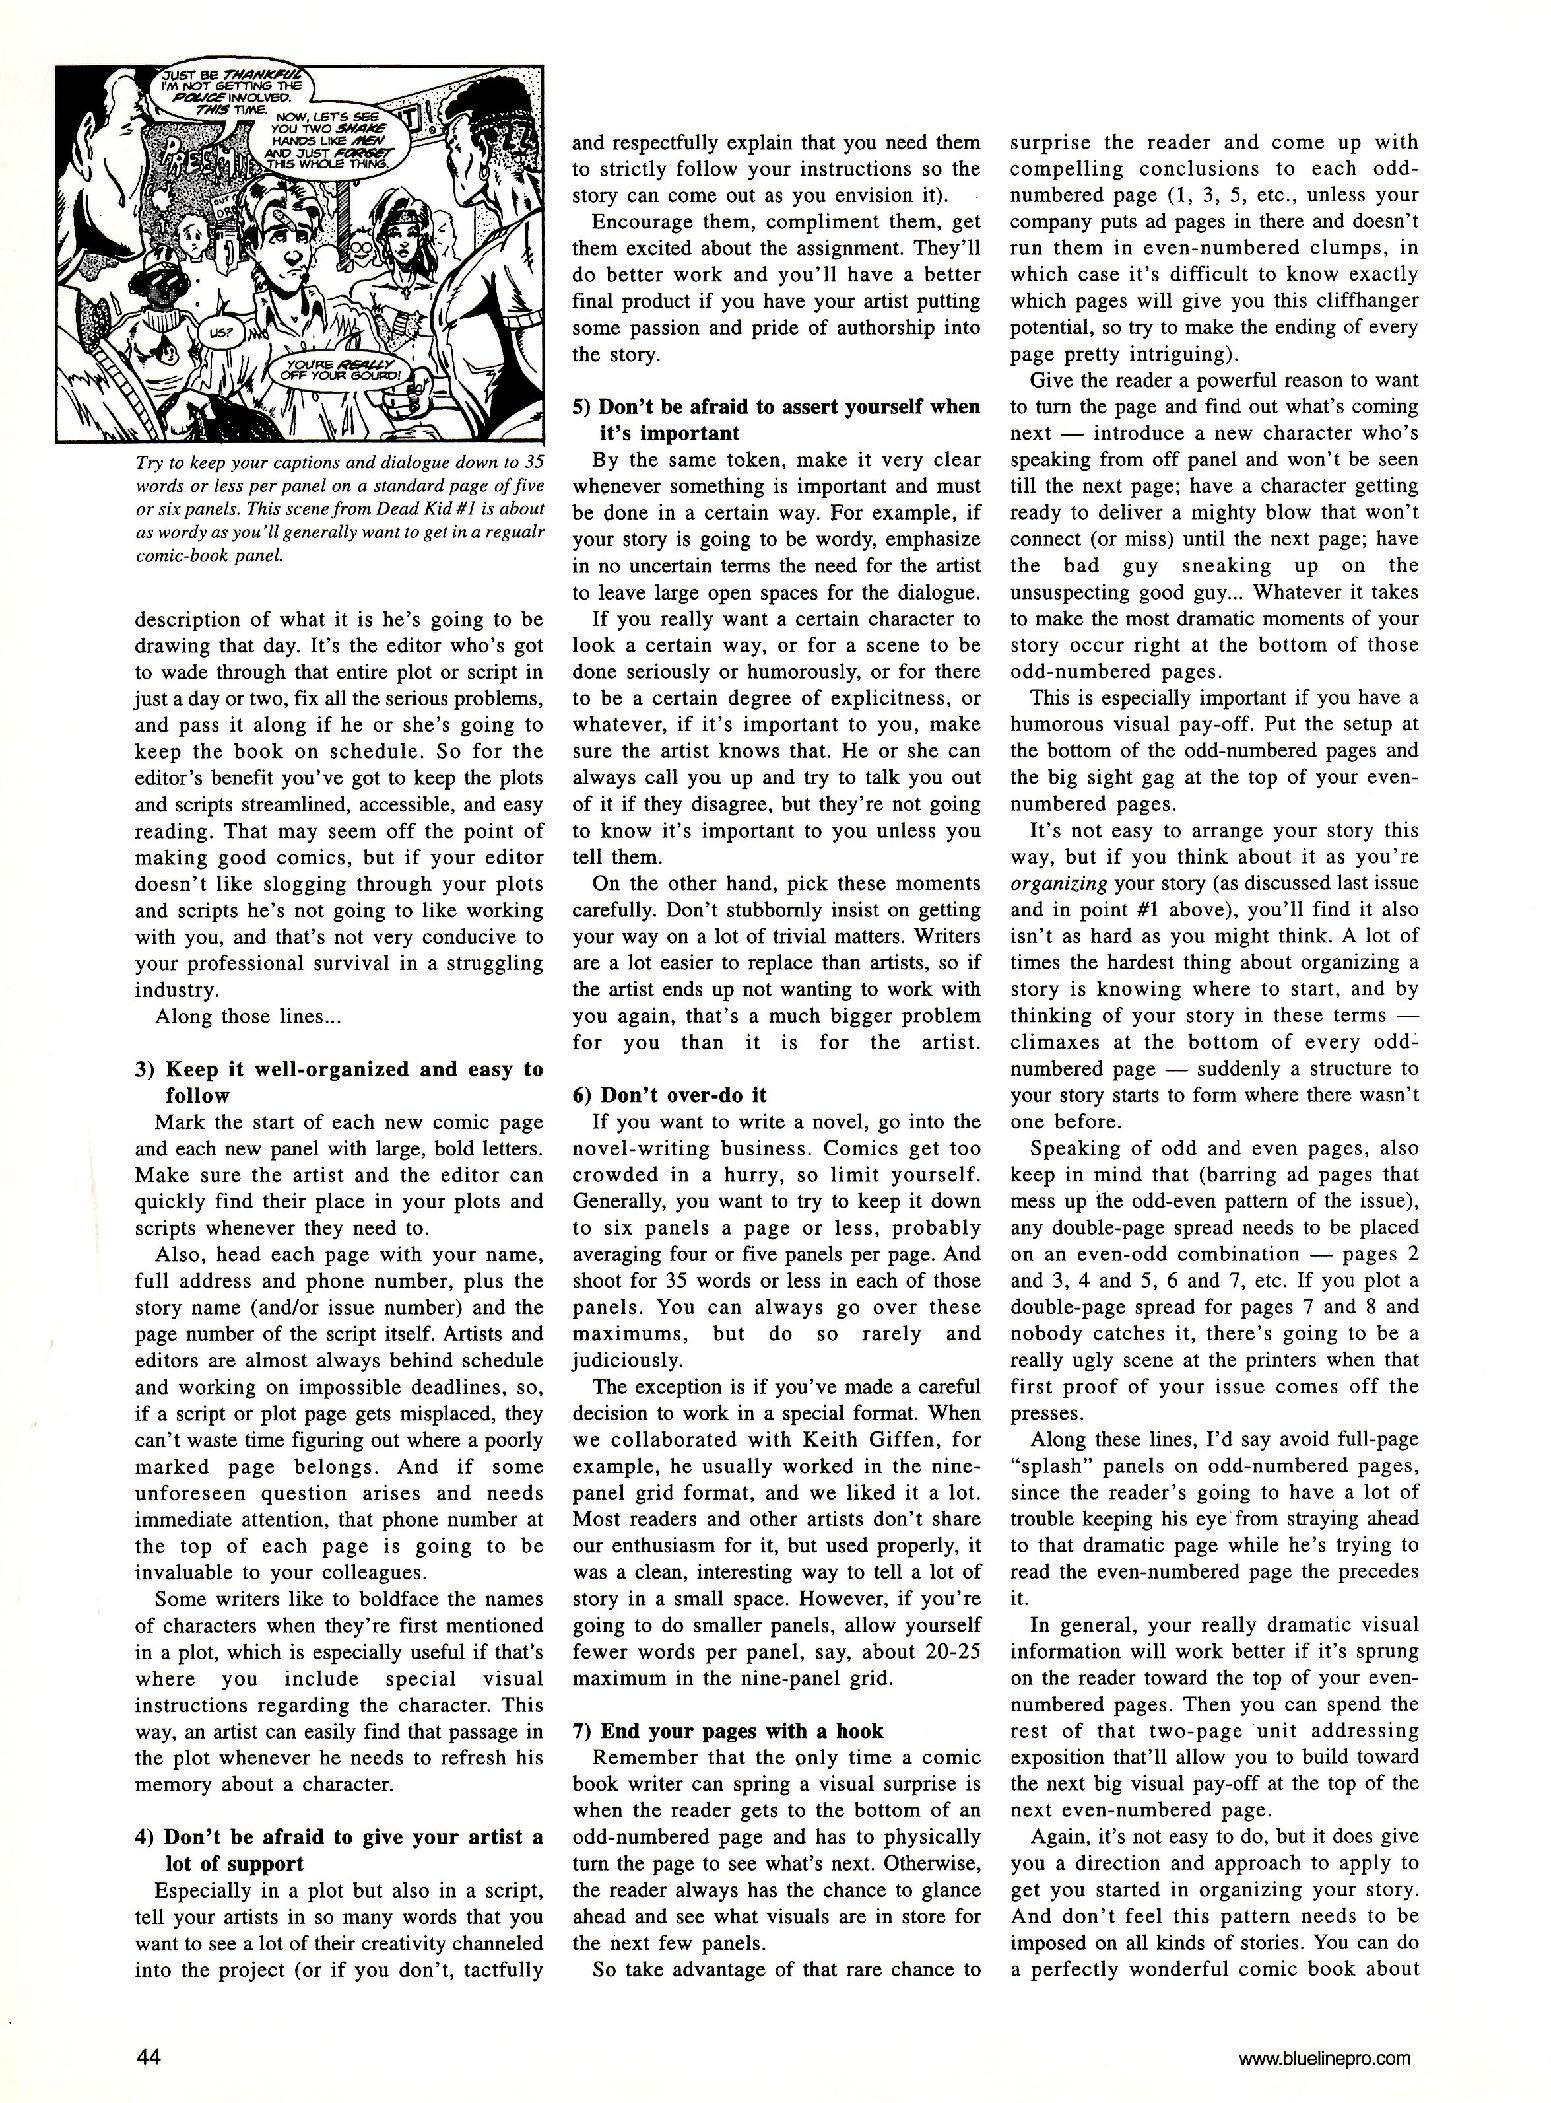 JUST BE THANKFUL
I'M NOT GETTING THE
POLICE INVOLVED.
THIS TIME.
NOW, LET'S SEE
YOU TWO SHAKE
HANDS LIKE MEN
AND JUST FORGET
THIS WHOLE THING.
US?
YOU'RE REALLY
OFF YOUR GOURD!
Try to keep your captions and dialogue down to 35
words or less per panel on a standard page of five
or six panels. This scene from Dead Kid #1 is about
as wordy as you'll generally want to get in a regualr
comic-book panel.
description of what it is he's going to be
drawing that day. It's the editor who's got
to wade through that entire plot or script in
just a day or two, fix all the serious problems,
and pass it along if he or she's going to
keep the book on schedule. So for the
editor's benefit you've got to keep the plots
and scripts streamlined, accessible, and easy
reading. That may seem off the point of
making good comics, but if your editor
doesn't like slogging through your plots
and scripts he's not going to like working
with you, and that's not very conducive to
your professional survival in a struggling
industry.
Along those lines...
3) Keep it well-organized and easy to
follow
Mark the start of each new comic page
and each new panel with large, bold letters.
Make sure the artist and the editor can
quickly find their place in your plots and
scripts whenever they need to.
Also, head each page with your name,
full address and phone number, plus the
story name (and/or issue number) and the
page number of the script itself. Artists and
editors are almost always behind schedule
and working on impossible deadlines, so,
if a script or plot page gets misplaced, they
can't waste time figuring out where a poorly
marked page belongs. And if some
unforeseen question arises and needs
immediate attention, that phone number at
the top of each page is going to be
invaluable to your colleagues.
Some writers like to boldface the names
of characters when they're first mentioned
in a plot, which is especially useful if that's
where you include special visual
instructions regarding the character. This
way, an artist can easily find that passage in
the plot whenever he needs to refresh his
memory about a character.
4) Don't be afraid to give your artist a
lot of support
Especially in a plot but also in a script,
tell your artists in so many words that you
want to see a lot of their creativity channeled
into the project (or if you don't, tactfully
and respectfully explain that you need them
to strictly follow your instructions so the
story can come out as you envision it).
Encourage them, compliment them, get
them excited about the assignment. They'll
do better work and you'll have a better
final product if you have your artist putting
some passion and pride of authorship into
the story.
5) Don't be afraid to assert yourself when
it's important
By the same token, make it very clear
whenever something is important and must
be done in a certain way. For example, if
your story is going to be wordy, emphasize
in no uncertain terms the need for the artist
to leave large open spaces for the dialogue.
If you really want a certain character to
look a certain way, or for a scene to be
done seriously or humorously, or for there
to be a certain degree of explicitness, or
whatever, if it's important to you, make
sure the artist knows that. He or she can
always call you up and try to talk you out
of it if they disagree, but they're not going
to know it's important to you unless you
tell them.
On the other hand, pick these moments
carefully. Don't stubbornly insist on getting
your way on a lot of trivial matters. Writers
are a lot easier to replace than artists, so if
the artist ends up not wanting to work with
you again, that's a much bigger problem
for you than it is for the artist.
6) Don't over-do it
If you want to write a novel, go into the
novel-writing business. Comics get too
crowded in a hurry, so limit yourself.
Generally, you want to try to keep it down
to six panels a page or less, probably
averaging four or five panels per page. And
shoot for 35 words or less in each of those
panels. You can always go over these
maximums, but do so rarely and
judiciously.
The exception is if you've made a careful
decision to work in a special format. When
we collaborated with Keith Giffen, for
example, he usually worked in the nine-
panel grid format, and we liked it a lot.
Most readers and other artists don't share
our enthusiasm for it, but used properly, it
was a clean, interesting way to tell a lot of
story in a small space. However, if you're
going to do smaller panels, allow yourself
fewer words per panel, say, about 20-25
maximum in the nine-panel grid.
7) End your pages with a hook
Remember that the only time a comic
book writer can spring a visual surprise is
when the reader gets to the bottom of an
odd-numbered page and has to physically
turn the page to see what's next. Otherwise,
the reader always has the chance to glance
ahead and see what visuals are in store for
the next few panels.
So take advantage of that rare chance to
surprise the reader and come up with
compelling conclusions to each odd-
numbered page (1, 3, 5, etc., unless your
company puts ad pages in there and doesn't
run them in even-numbered clumps, in
which case it's difficult to know exactly
which pages will give you this cliffhanger
potential, so try to make the ending of every
page pretty intriguing).
Give the reader a powerful reason to want
to turn the page and find out what's coming
next — introduce a new character who's
speaking from off panel and won't be seen
till the next page; have a character getting
ready to deliver a mighty blow that won't
connect (or miss) until the next page; have
the bad guy sneaking up on the
unsuspecting good guy... Whatever it takes
to make the most dramatic moments of your
story occur right at the bottom of those
odd-numbered pages.
This is especially important if you have a
humorous visual pay-off. Put the setup at
the bottom of the odd-numbered pages and
the big sight gag at the top of your even-
numbered pages.
It's not easy to arrange your story this
way, but if you think about it as you're
organizing your story (as discussed last issue
and in point #1 above), you'll find it also
isn't as hard as you might think. A lot of
times the hardest thing about organizing a
story is knowing where to start, and by
thinking of your story in these terms —
climaxes at the bottom of every odd-
numbered page — suddenly a structure to
your story starts to form where there wasn't
one before.
Speaking of odd and even pages, also
keep in mind that (barring ad pages that
mess up the odd-even pattern of the issue),
any double-page spread needs to be placed
on an even-odd combination — pages 2
and 3, 4 and 5, 6 and 7, etc. If you plot a
double-page spread for pages 7 and 8 and
nobody catches it, there's going to be a
really ugly scene at the printers when that
first proof of your issue comes off the
presses.
Along these lines, I'd say avoid full-page
"splash" panels on odd-numbered pages,
since the reader's going to have a lot of
trouble keeping his eye from straying ahead
to that dramatic page while he's trying to
read the even-numbered page the precedes
it.
In general, your really dramatic visual
information will work better if it's sprung
on the reader toward the top of your even-
numbered pages. Then you can spend the
rest of that two-page unit addressing
exposition that'll allow you to build toward
the next big visual pay-off at the top of the
next even-numbered page.
Again, it's not easy to do, but it does give
you a direction and approach to apply to
get you started in organizing your story.
And don't feel this pattern needs to be
imposed on all kinds of stories. You can do
a perfectly wonderful comic book about
44
www.bluelinepro.com